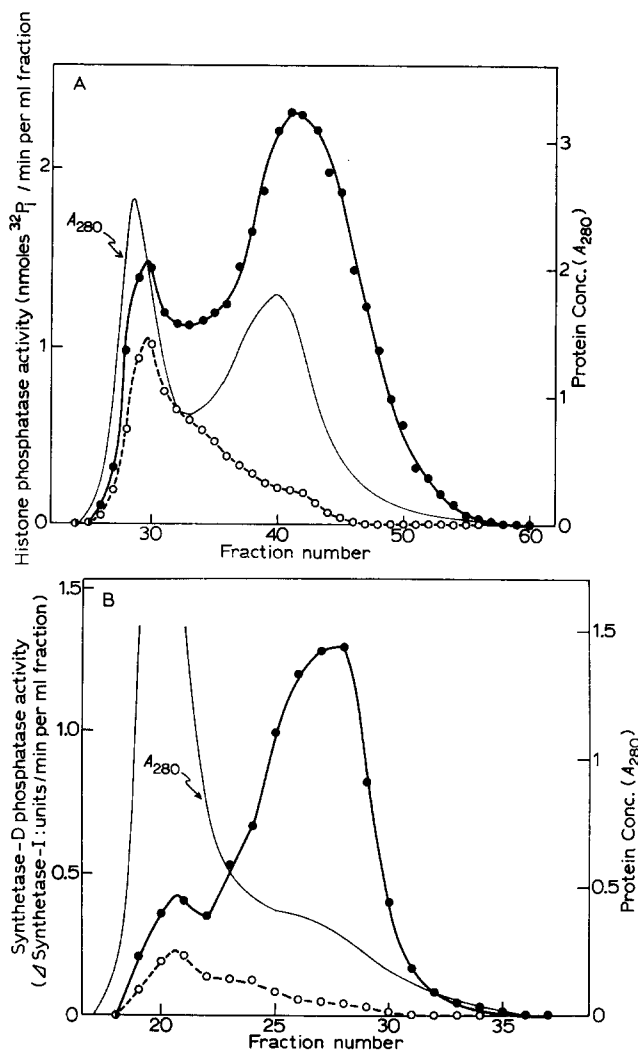 A
Histone phosphatase activity (nmoles ³²Pi / min per ml fraction
2
1
0
A280
3
2
1
0
Protein Conc. (A280)
30
40
50
60
Fraction number
B
Synthetase-D phosphatase activity
(Δ Synthetase-I : units/min per ml fraction)
1.5
1.0
0.5
0
A280
1.5
1
0.5
0
Protein Conc. (A280)
20
25
30
35
Fraction number